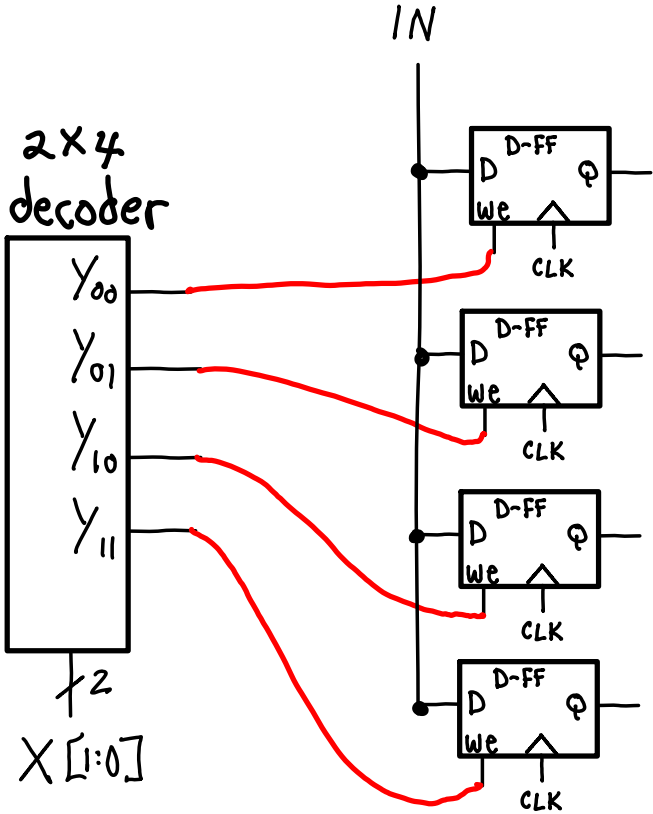 IN
2x4
decoder
Y00
Y01
Y10
Y11
2
X [1:0]
D-FF
D Q
We
CLK
D-FF
D Q
We
CLK
D-FF
D Q
We
CLK
D-FF
D Q
We
CLK